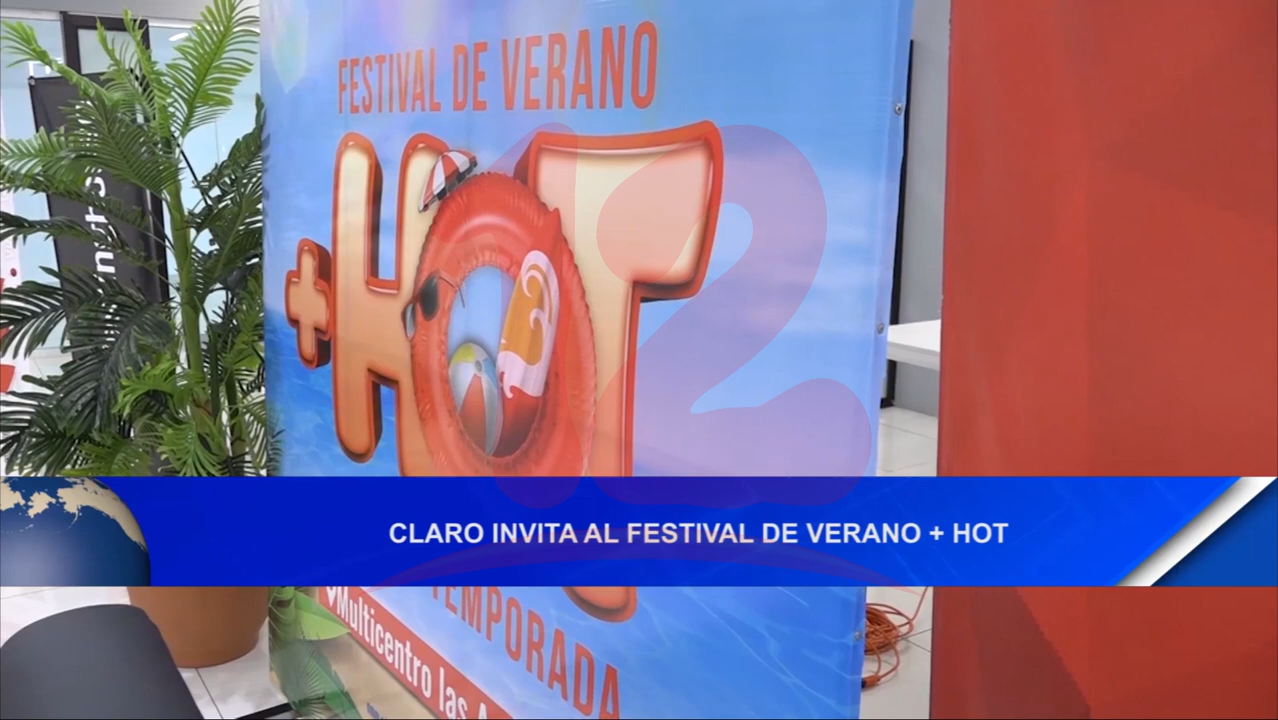 FESTIVAL DE VERANO
+HOT
CLARO INVITA AL FESTIVAL DE VERANO + HOT
TEMPORADA
Multicentro las